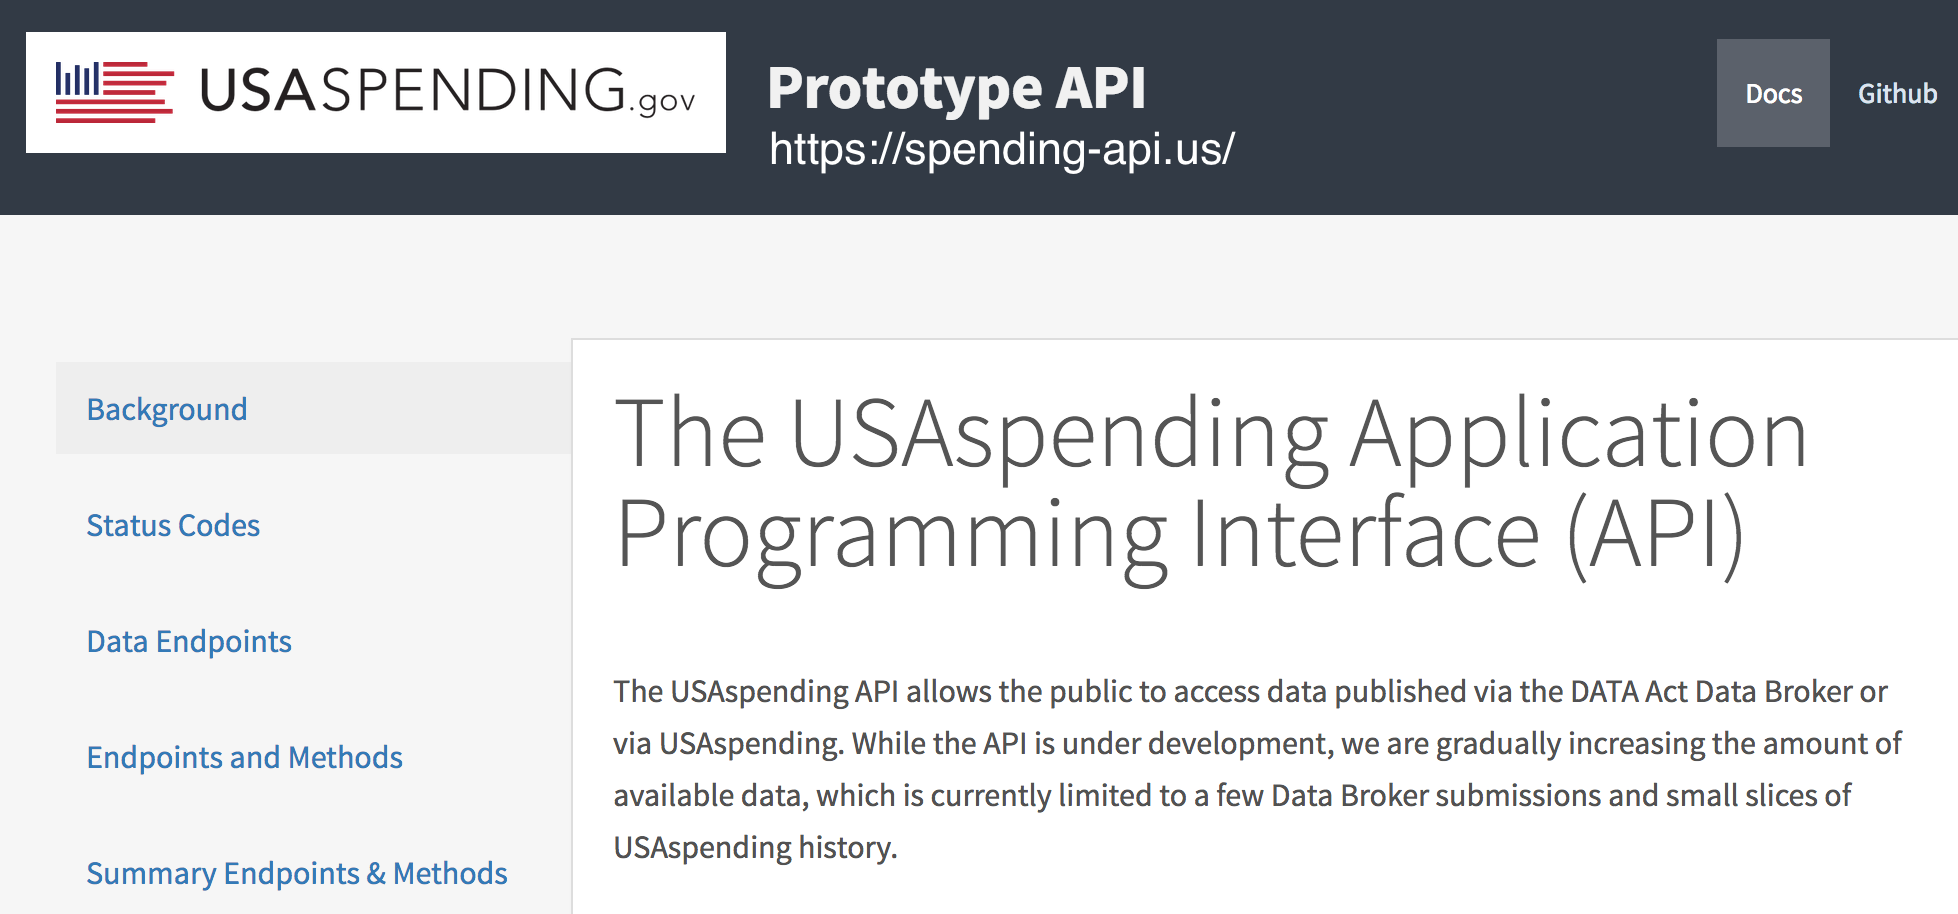 USASPENDING.gov
Prototype API
https://spending-api.us/
Docs
Github
Background
Status Codes
Data Endpoints
Endpoints and Methods
Summary Endpoints & Methods
The USAspending Application
Programming Interface (API)
The USAspending API allows the public to access data published via the DATA Act Data Broker or
via USAspending. While the API is under development, we are gradually increasing the amount of
available data, which is currently limited to a few Data Broker submissions and small slices of
USAspending history.